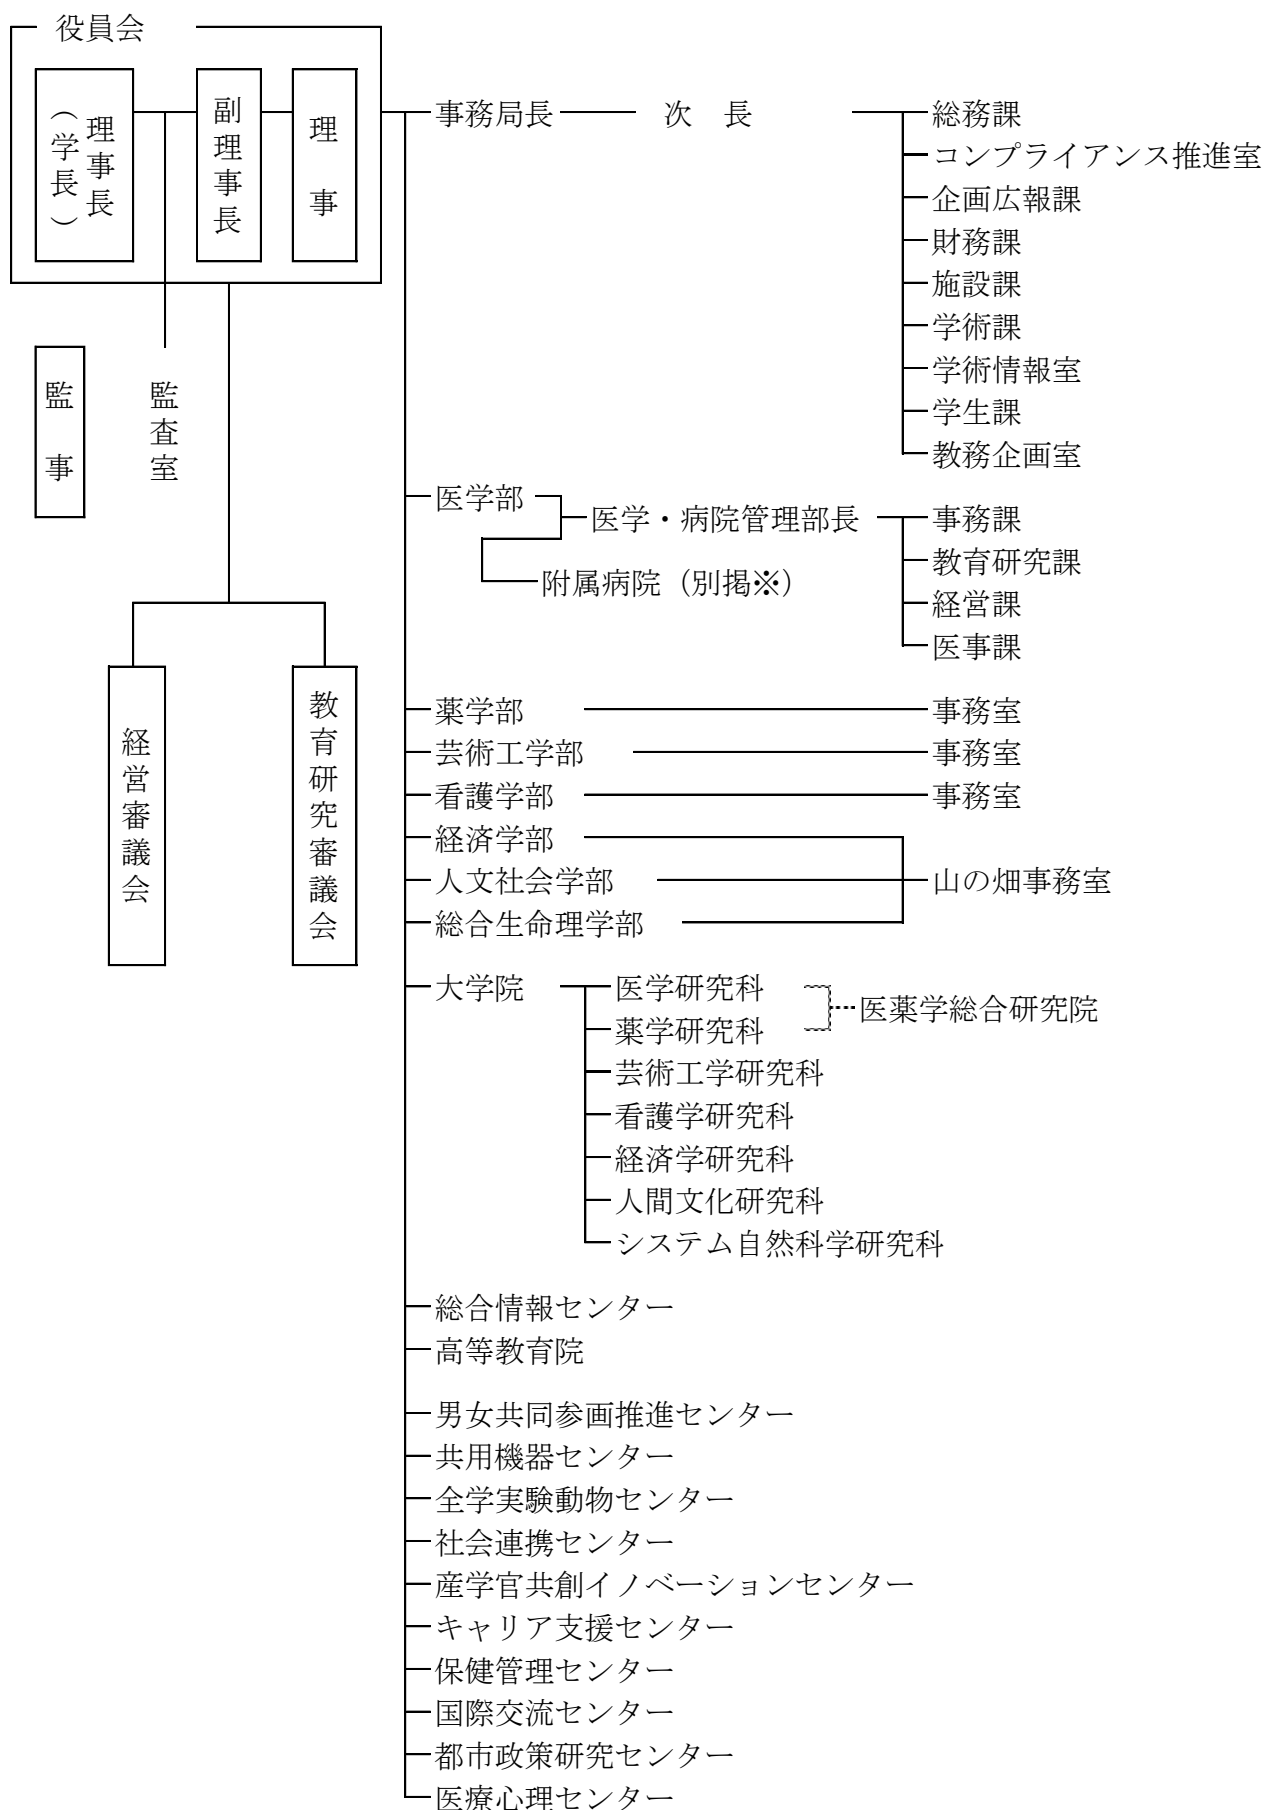 役員会
理事長
（学長）
副理事長
理事
監事
監査室
経営審議会
教育研究審議会
事務局長
次　長
総務課
コンプライアンス推進室
企画広報課
財務課
施設課
学術課
学術情報室
学生課
教務企画室
医学部
医学・病院管理部長
附属病院（別掲※）
事務課
教育研究課
経営課
医事課
薬学部
事務室
芸術工学部
事務室
看護学部
事務室
経済学部
人文社会学部
総合生命理学部
山の畑事務室
大学院
医学研究科
薬学研究科
医薬学総合研究院
芸術工学研究科
看護学研究科
経済学研究科
人間文化研究科
システム自然科学研究科
総合情報センター
高等教育院
男女共同参画推進センター
共用機器センター
全学実験動物センター
社会連携センター
産学官共創イノベーションセンター
キャリア支援センター
保健管理センター
国際交流センター
都市政策研究センター
医療心理センター